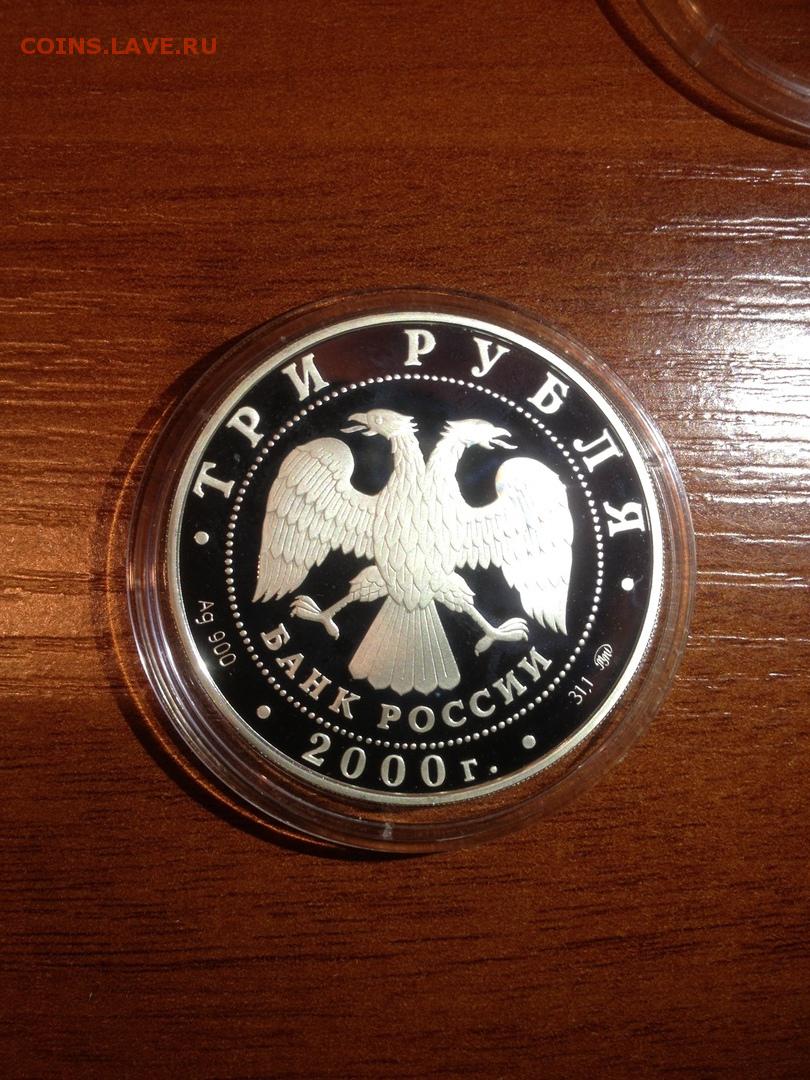 COINS.LAVE.RU
ТРИ РУБЛЯ
Ag 900
БАНК РОССИИ
31,1
2000 г.